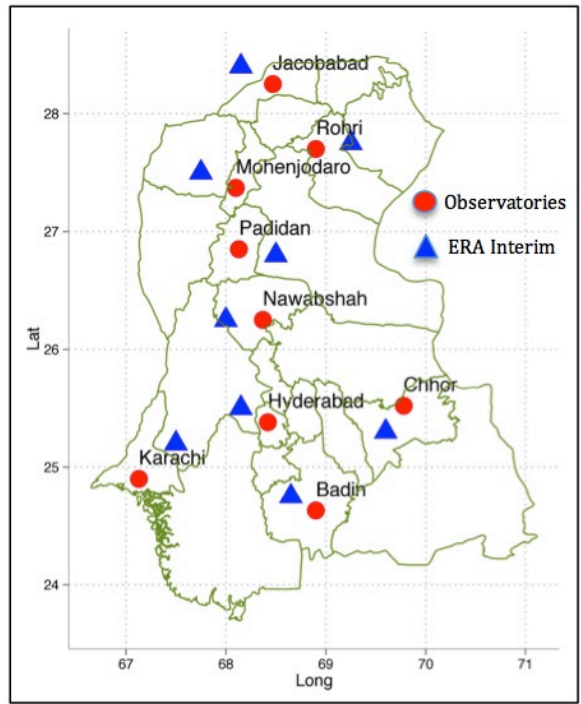 Jacobabad
28
Rohri
Mohenjodaro
Observatories
Padidan
27
ERA Interim
Nawabshah
Lat
26
Chhor
Hyderabad
Karachi
25
Badin
24
67 68 69 70 71
Long